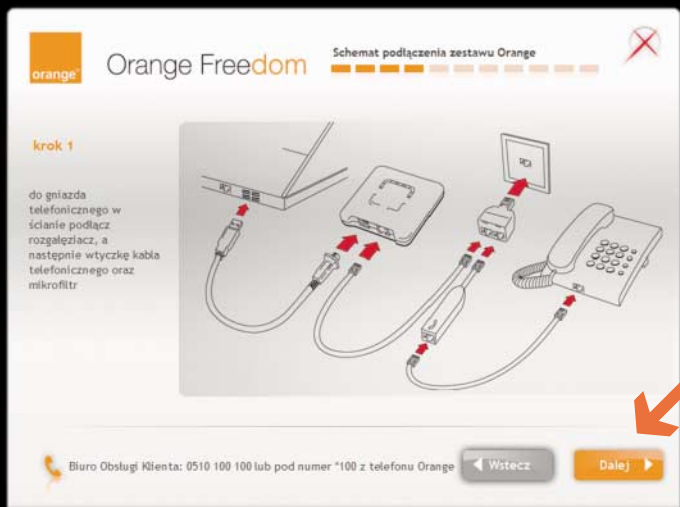 orange
Orange Freedom
Schemat podłączenia zestawu Orange
krok 1
do gniazda
telefonicznego w
ścianie podłącz
rozgałęziacz, a
następnie wtyczkę kabla
telefonicznego oraz
mikrofiltr
Biuro Obsługi Klienta: 0510 100 100 lub pod numer *100 z telefonu Orange
Wstecz
Dalej